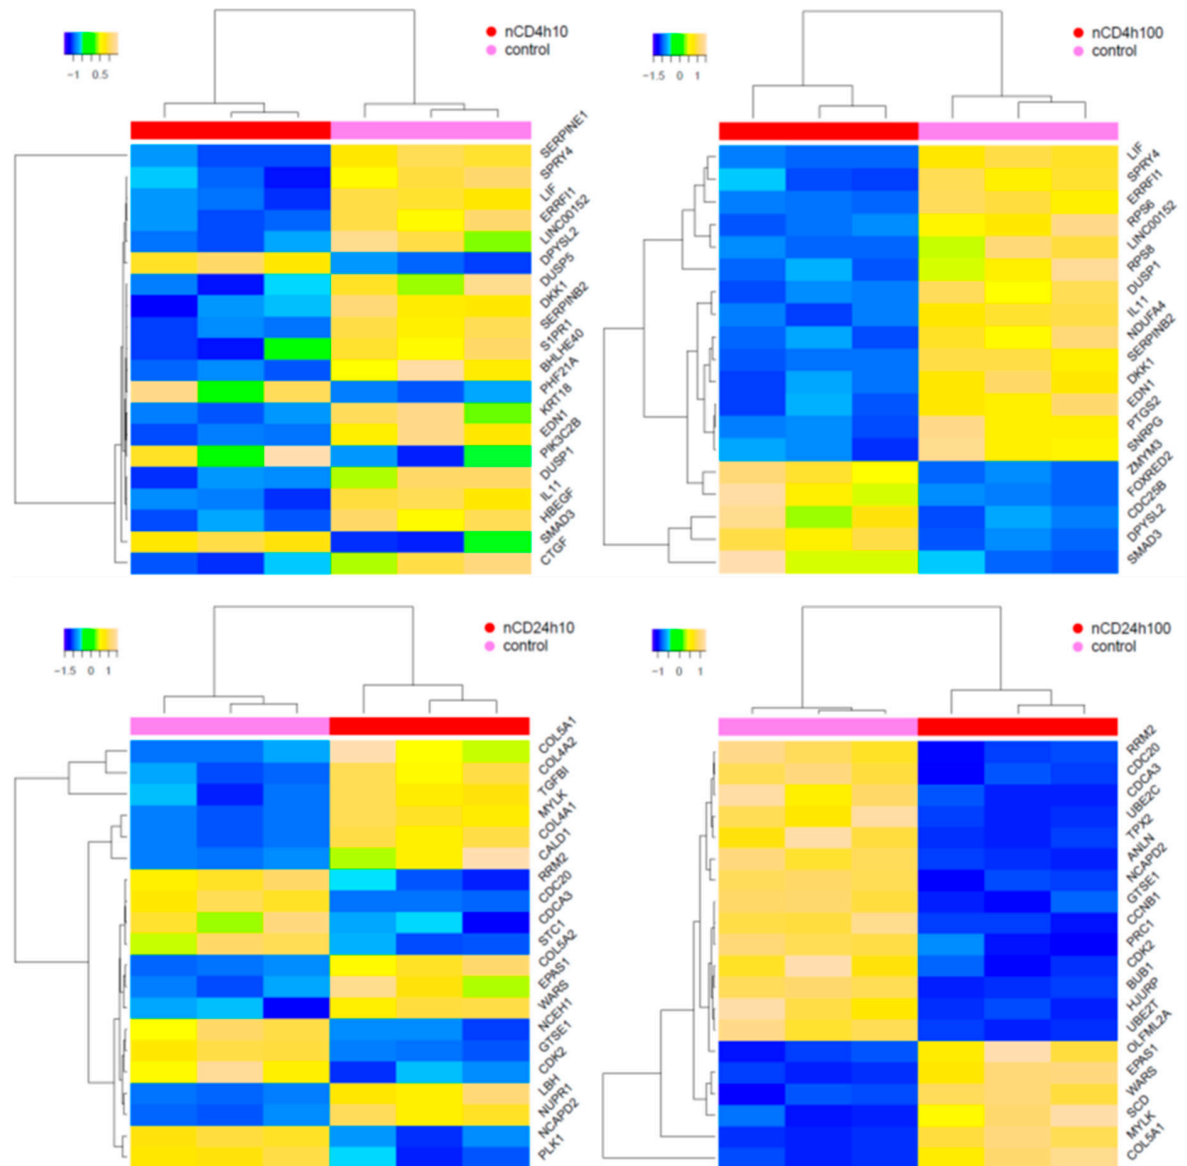 nCD4h10
control
−1 0.5
SERPINE1
SPRY4
LIF
ERRFI1
LINC00152
DPYSL2
DUSP5
DKK1
SERPINB2
S1PR1
BHLHE40
PHF21A
KRT18
EDN1
PIK3C2B
DUSP1
IL11
HBEGF
SMAD3
CTGF
nCD4h100
control
−1.5 0 1
LIF
SPRY4
ERRFI1
RPS6
LINC00152
RPS8
DUSP1
IL11
NDUFA4
SERPINB2
DKK1
EDN1
PTGS2
SNRPG
ZMYM3
FOXRED2
CDC25B
DPYSL2
SMAD3
nCD24h10
control
−1.5 0 1
COL5A1
COL4A2
TGFBI
MYLK
COL4A1
CALD1
RRM2
CDC20
CDCA3
STC1
COL5A2
EPAS1
WARS
NCEH1
GTSE1
CDK2
LBH
NUPR1
NCAPD2
PLK1
nCD24h100
control
−1 0 1
RRM2
CDC20
CDCA3
UBE2C
TPX2
ANLN
NCAPD2
GTSE1
CCNB1
PRC1
CDK2
BUB1
HJURP
UBE2T
OLFML2A
EPAS1
WARS
SCD
MYLK
COL5A1